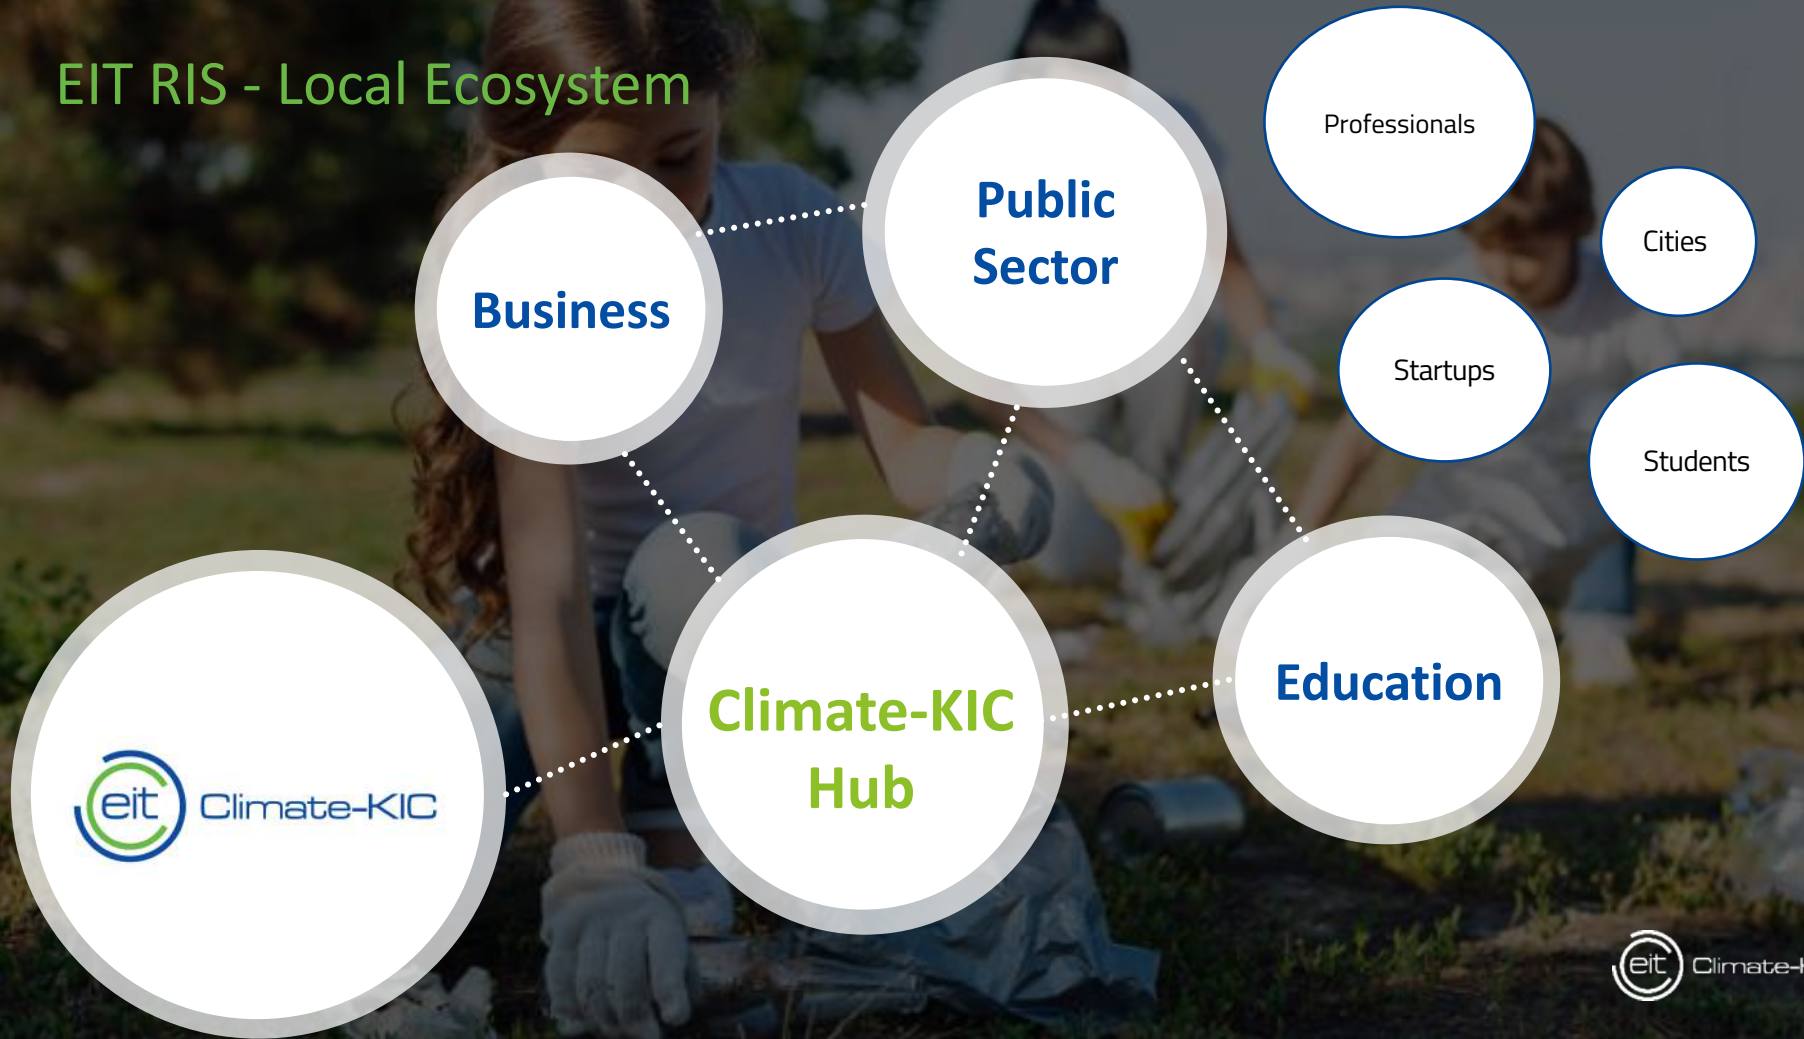 EIT RIS - Local Ecosystem
Professionals
Public
Sector
Cities
Business
Startups
Students
Education
Climate-KIC
Hub
eit Climate-KIC
eit Climate-K